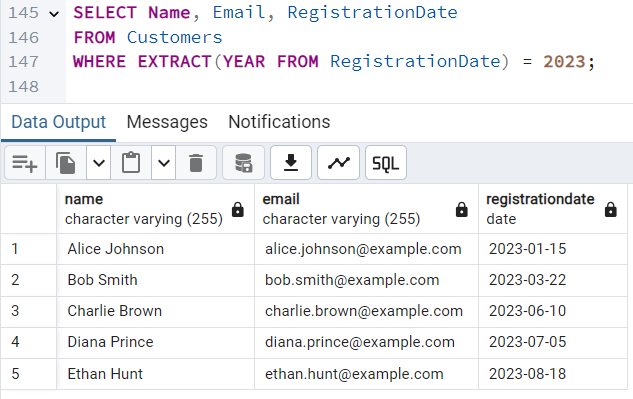 145 SELECT Name, Email, RegistrationDate
146 FROM Customers
147 WHERE EXTRACT(YEAR FROM RegistrationDate) = 2023;
148
Data Output Messages Notifications
SQL
name email registrationdate
character varying (255) character varying (255) date
1 Alice Johnson alice.johnson@example.com 2023-01-15
2 Bob Smith bob.smith@example.com 2023-03-22
3 Charlie Brown charlie.brown@example.com 2023-06-10
4 Diana Prince diana.prince@example.com 2023-07-05
5 Ethan Hunt ethan.hunt@example.com 2023-08-18